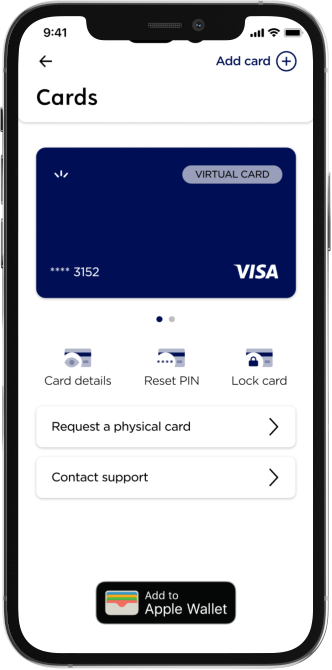 9:41
Add card
Cards
VIRTUAL CARD
**** 3152
VISA
Card details
Reset PIN
Lock card
Request a physical card
Contact support
Add to
Apple Wallet